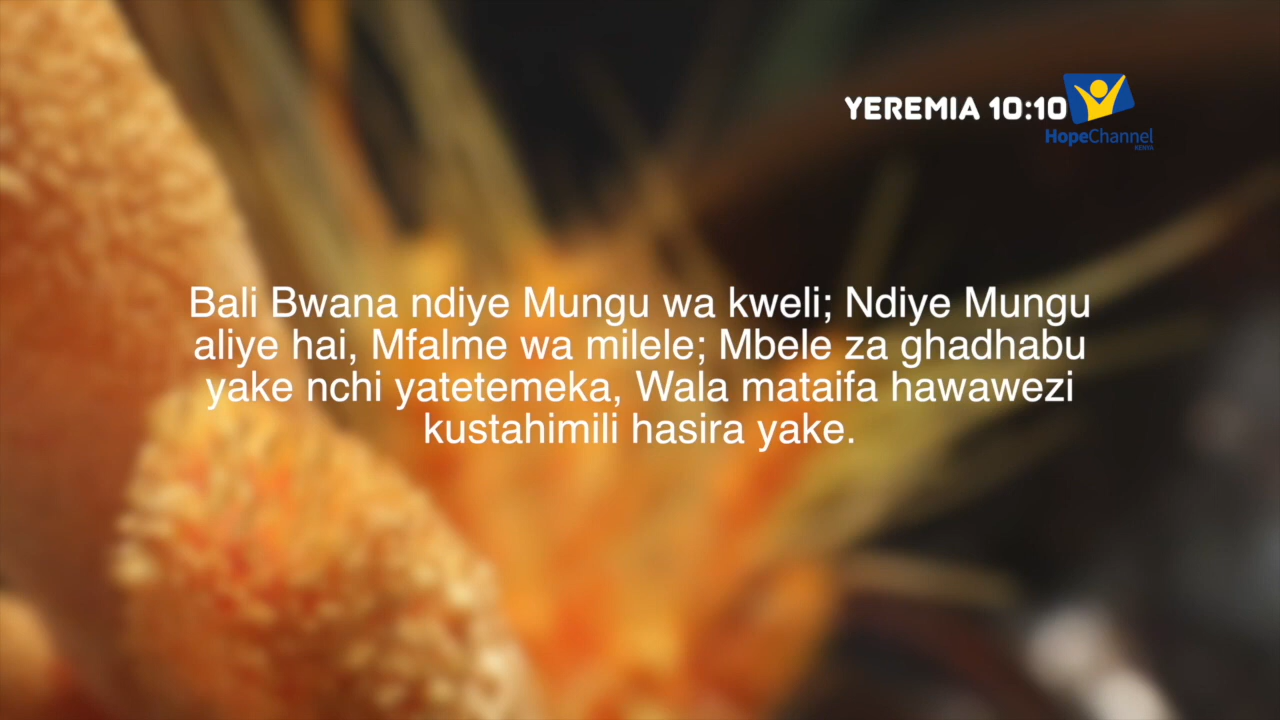 YEREMIA 10:10
HopeChannel
KENYA
Bali Bwana ndiye Mungu wa kweli; Ndiye Mungu
aliye hai, Mfalme wa milele; Mbele za ghadhabu
yake nchi yatetemeka, Wala mataifa hawawezi
kustahimili hasira yake.